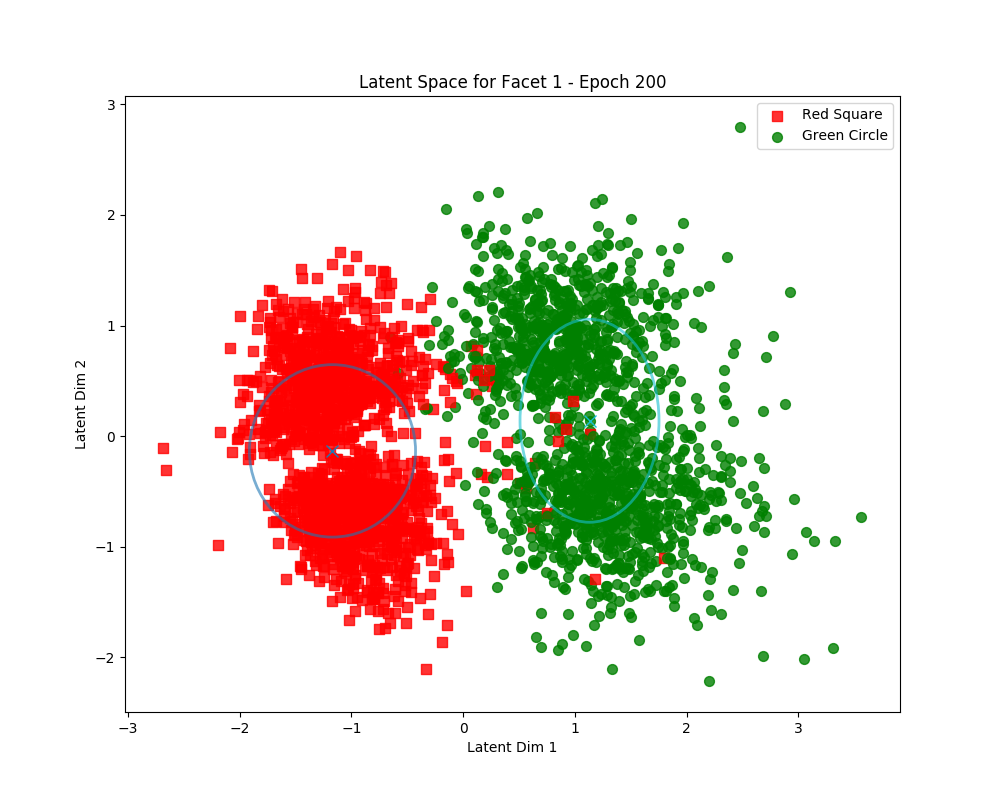 Latent Space for Facet 1 - Epoch 200
Red Square
Green Circle
3
2
1
0
−1
−2
Latent Dim 2
−3
−2
−1
0
1
2
3
Latent Dim 1